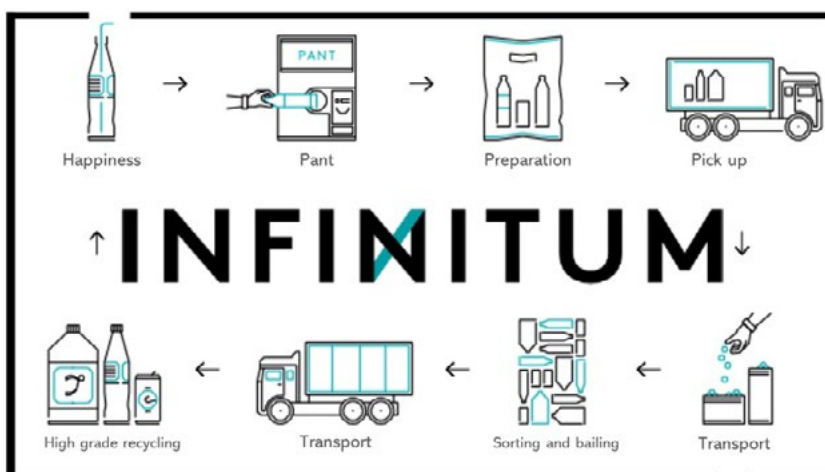 PANT
Happiness
Pant
Preparation
Pick up
INFINITUM
High grade recycling
Transport
Sorting and bailing
Transport